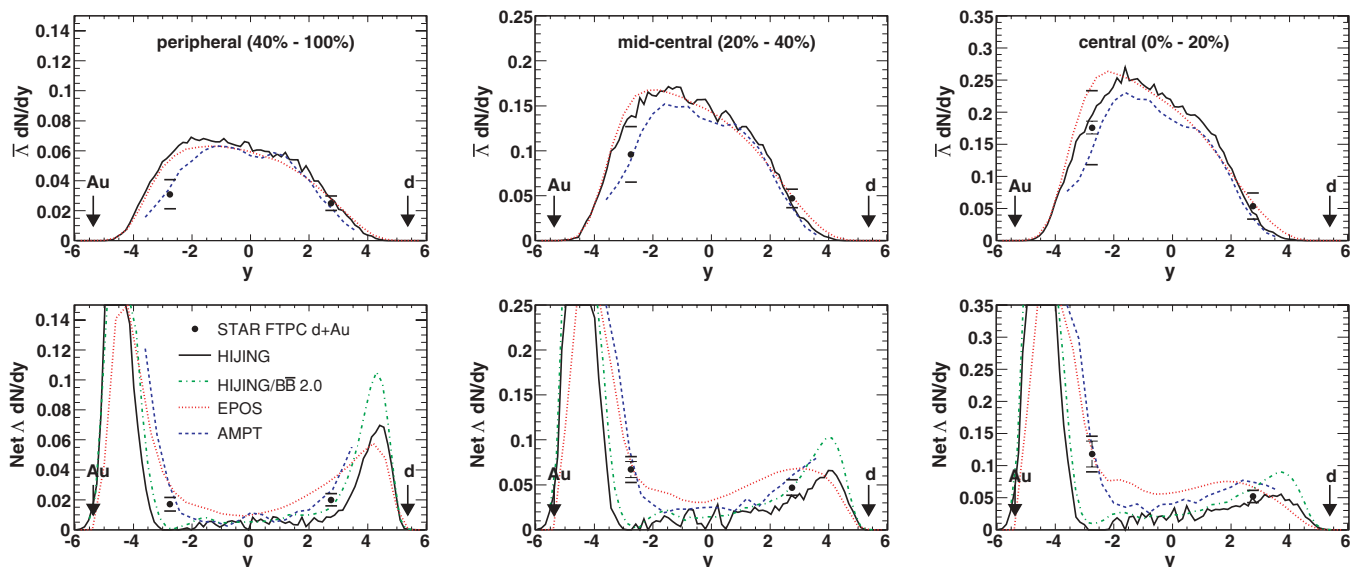 peripheral (40% - 100%)
Λ̅ dN/dy
0.14
0.12
0.1
0.08
0.06
0.04
0.02
0
Au
d
-6 -4 -2 0 2 4 6
y
mid-central (20% - 40%)
Λ̅ dN/dy
0.25
0.2
0.15
0.1
0.05
0
Au
d
-6 -4 -2 0 2 4 6
y
central (0% - 20%)
Λ̅ dN/dy
0.35
0.3
0.25
0.2
0.15
0.1
0.05
0
Au
d
-6 -4 -2 0 2 4 6
y
Net Λ dN/dy
0.14
0.12
0.1
0.08
0.06
0.04
0.02
0
STAR FTPC d+Au
HIJING
HIJING/BB̅ 2.0
EPOS
AMPT
Au
d
-6 -4 -2 0 2 4 6
y
Net Λ dN/dy
0.25
0.2
0.15
0.1
0.05
0
Au
d
-6 -4 -2 0 2 4 6
y
Net Λ dN/dy
0.35
0.3
0.25
0.2
0.15
0.1
0.05
0
Au
d
-6 -4 -2 0 2 4 6
y